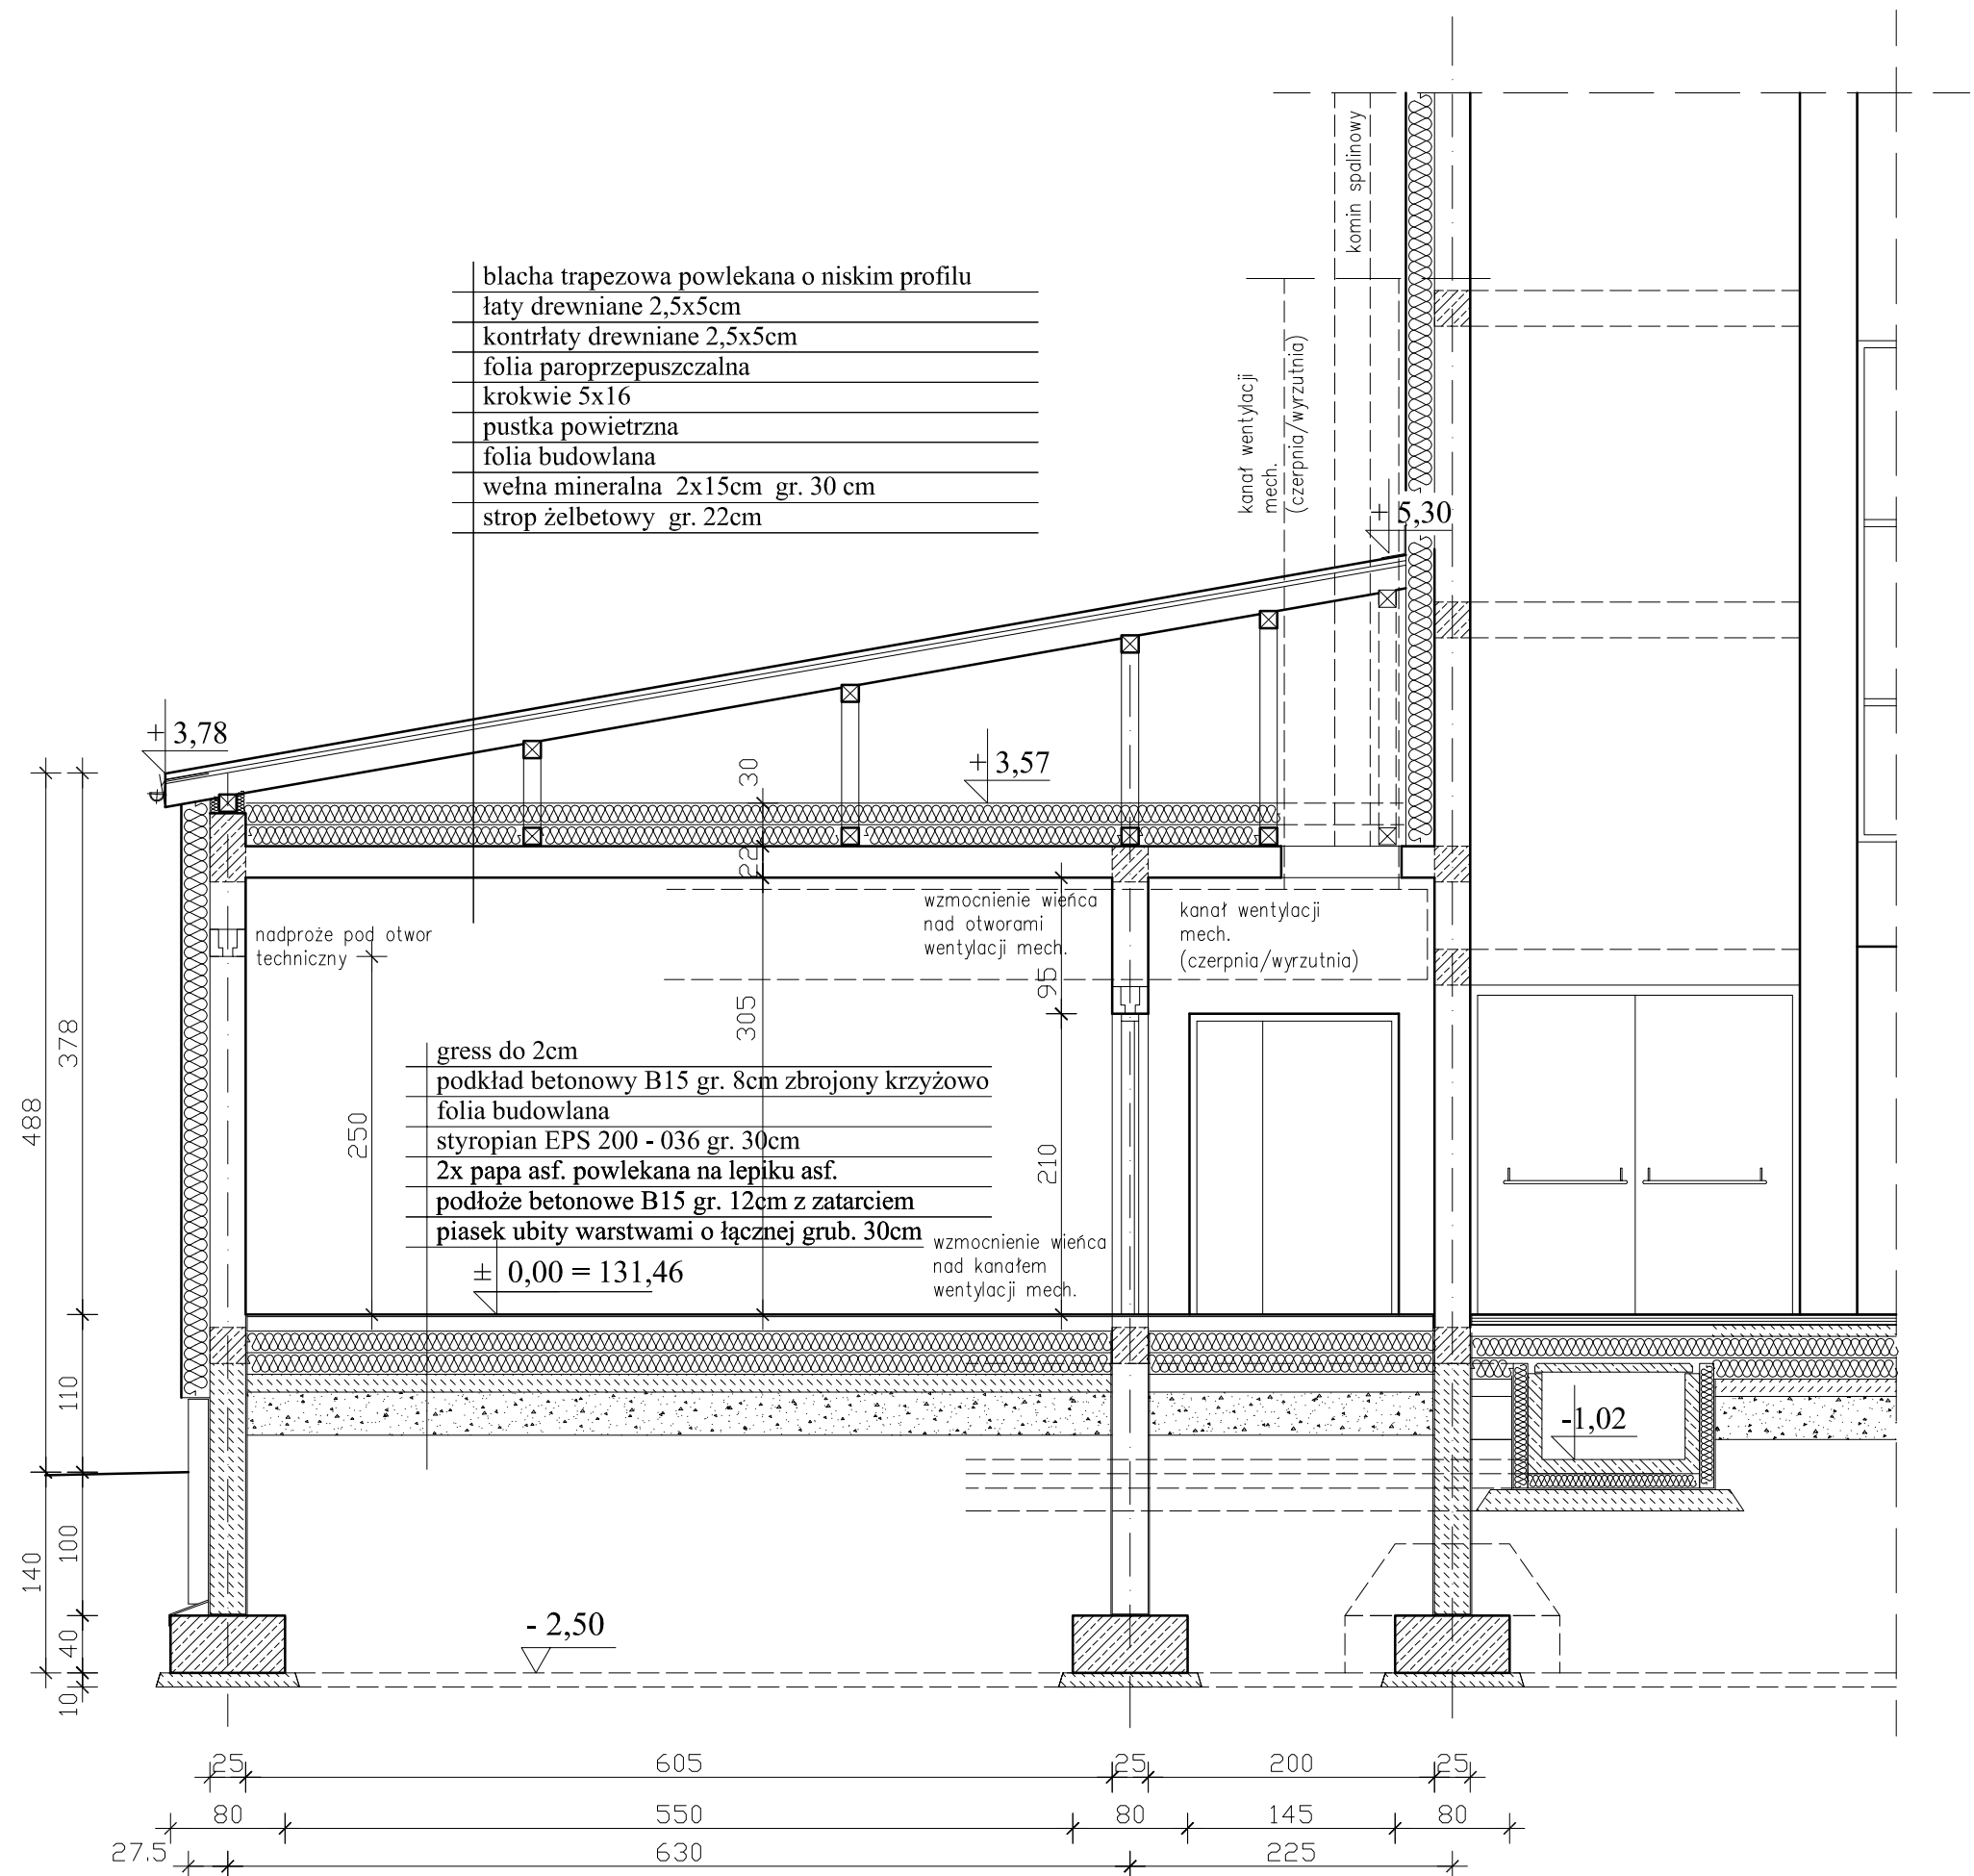 komin spalinowy
blacha trapezowa powlekana o niskim profilu
łaty drewniane 2,5x5cm
kontrłaty drewniane 2,5x5cm
folia paroprzepuszczalna
krokwie 5x16
pustka powietrzna
folia budowlana
wełna mineralna 2x15cm gr. 30 cm
strop żelbetowy gr. 22cm
kanał wentylacji
mech.
(czerpnia/wyrzutnia)
+ 5,30
+ 3,78
+ 3,57
30
22
wzmocnienie wieńca
nad otworami
wentylacji mech.
kanał wentylacji
mech.
(czerpnia/wyrzutnia)
nadproże pod otwor
techniczny
95
305
378
488
250
210
gress do 2cm
podkład betonowy B15 gr. 8cm zbrojony krzyżowo
folia budowlana
styropian EPS 200 - 036 gr. 30cm
2x papa asf. powlekana na lepiku asf.
podłoże betonowe B15 gr. 12cm z zatarciem
piasek ubity warstwami o łącznej grub. 30cm
wzmocnienie wieńca
nad kanałem
wentylacji mech.
± 0,00 = 131,46
110
-1,02
100
140
40
10
- 2,50
25 605 25 200 25
80 550 80 145 80
27.5 630 225